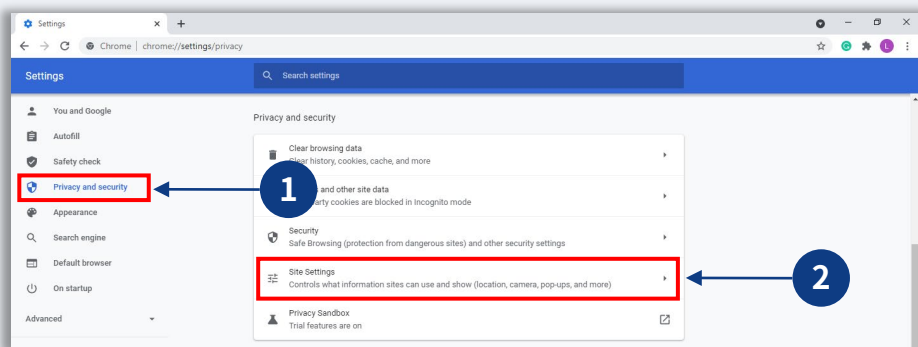 Settings
Chrome | chrome://settings/privacy
L
Settings
Search settings
You and Google
Autofill
Safety check
Privacy and security
Appearance
Search engine
Default browser
On startup
Advanced
Privacy and security
Clear browsing data
Clear history, cookies, cache, and more
and other site data
cookies are blocked in Incognito mode
Security
Safe Browsing (protection from dangerous sites) and other security settings
Site Settings
Controls what information sites can use and show (location, camera, pop-ups, and more)
Privacy Sandbox
Trial features are on
1
2